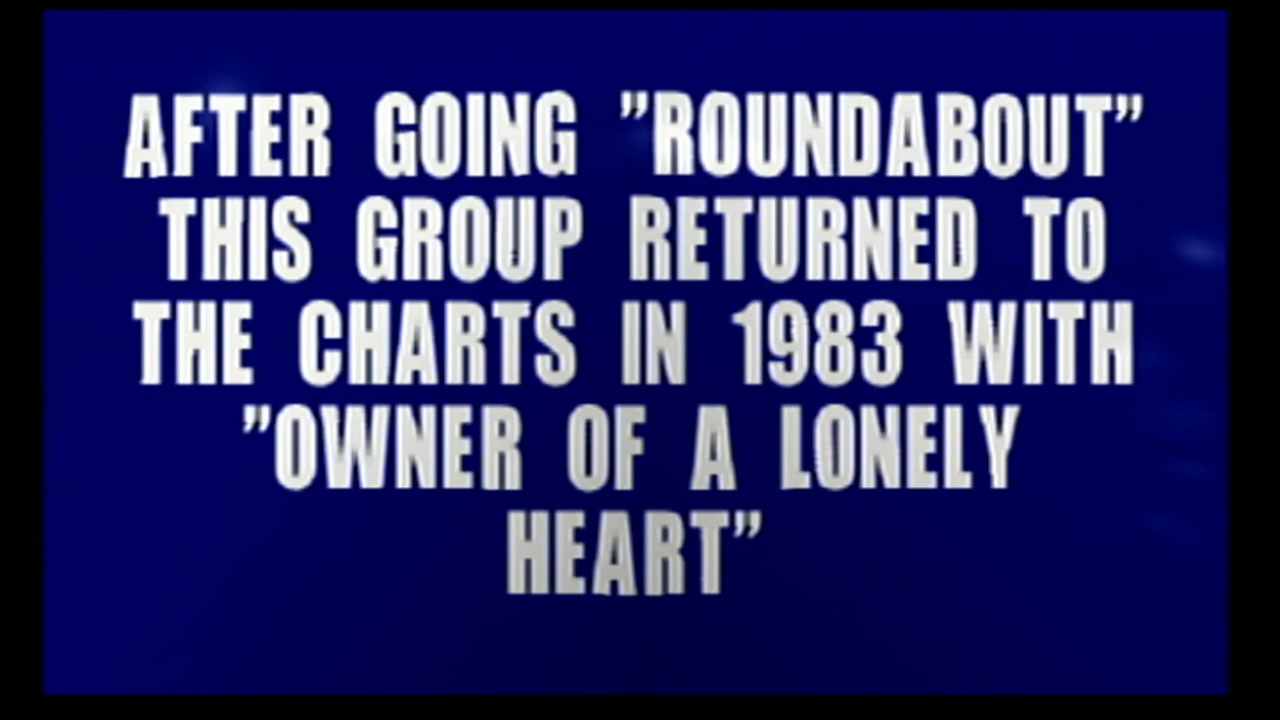 AFTER GOING ”ROUNDABOUT”
THIS GROUP RETURNED TO
THE CHARTS IN 1983 WITH
”OWNER OF A LONELY
HEART”